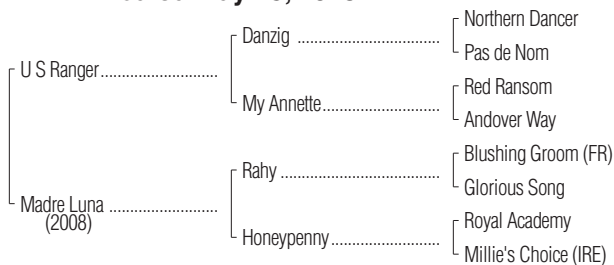 Northern Dancer
Danzig ............................................
Pas de Nom
U S Ranger...........................
My Annette.....................................
Red Ransom
Andover Way
Rahy ................................................
Blushing Groom (FR)
Glorious Song
Madre Luna .........................
(2008)
Honeypenny...................................
Royal Academy
Millie's Choice (IRE)